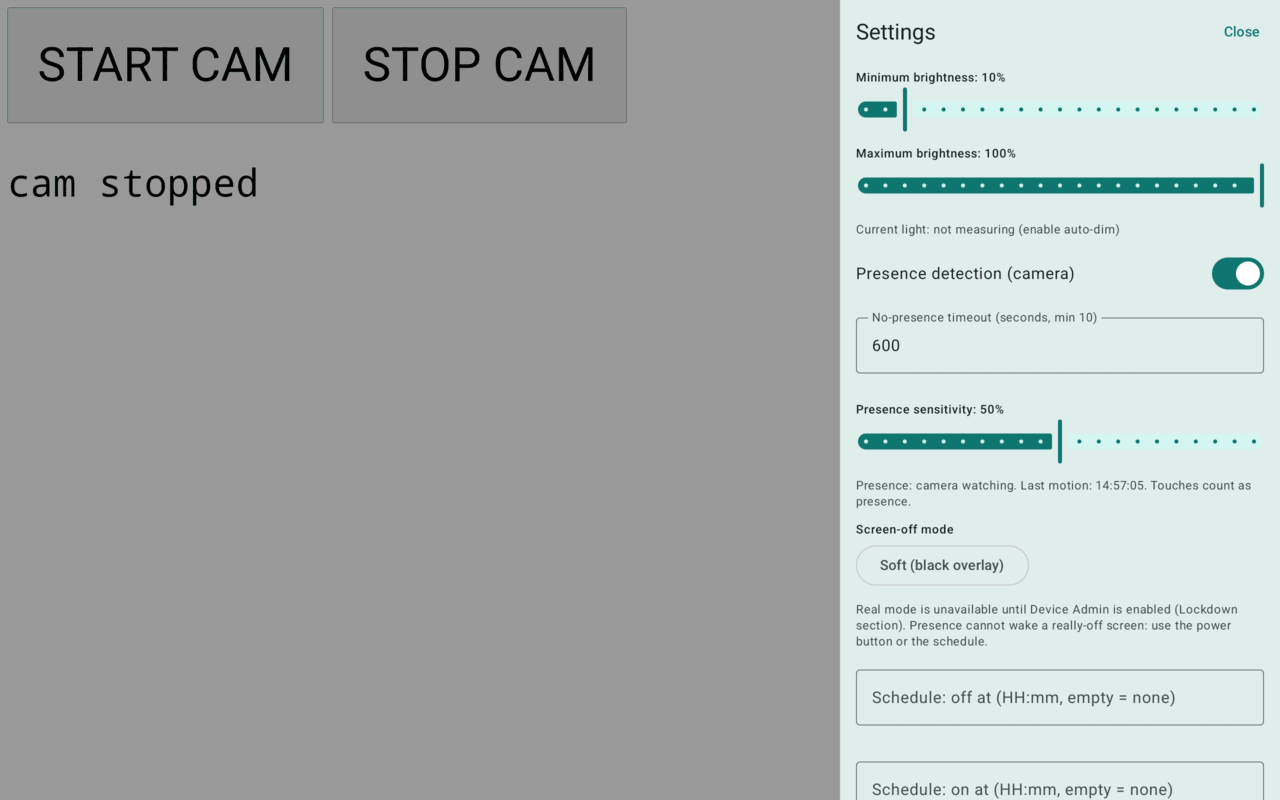 START CAM
STOP CAM
cam stopped
Settings
Close
Minimum brightness: 10%
Maximum brightness: 100%
Current light: not measuring (enable auto-dim)
Presence detection (camera)
No-presence timeout (seconds, min 10)
600
Presence sensitivity: 50%
Presence: camera watching. Last motion: 14:57:05. Touches count as
presence.
Screen-off mode
Soft (black overlay)
Real mode is unavailable until Device Admin is enabled (Lockdown
section). Presence cannot wake a really-off screen: use the power
button or the schedule.
Schedule: off at (HH:mm, empty = none)
Schedule: on at (HH:mm, empty = none)